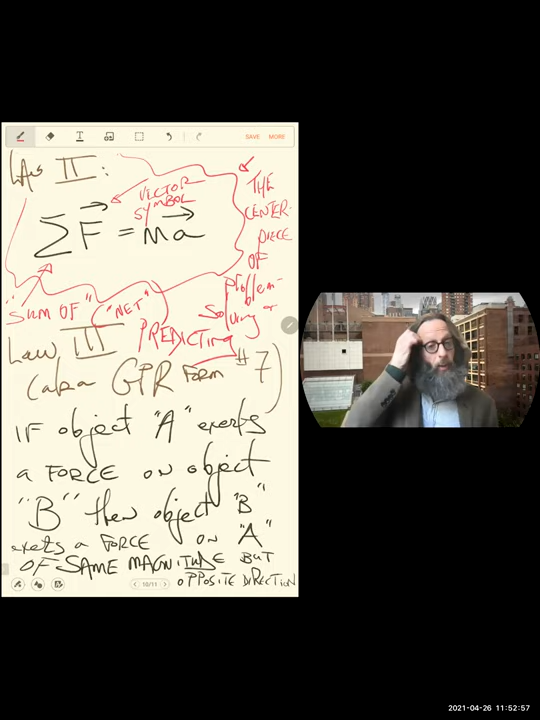 SAVE MORE
LAW II:
VECTOR
SYMBOL
ΣF = ma
THE
CENTER-
PIECE
OF
problem-
solving or
PREDICTING
"SUM OF" ("NET")
Law III
(aka GPR FORM #7)
IF object "A" exerts
a FORCE ON object
"B" then object "B"
exerts a FORCE ON "A"
OF SAME MAGNITUDE BUT
OPPOSITE DIRECTION
10/11
2021-04-26 11:52:57